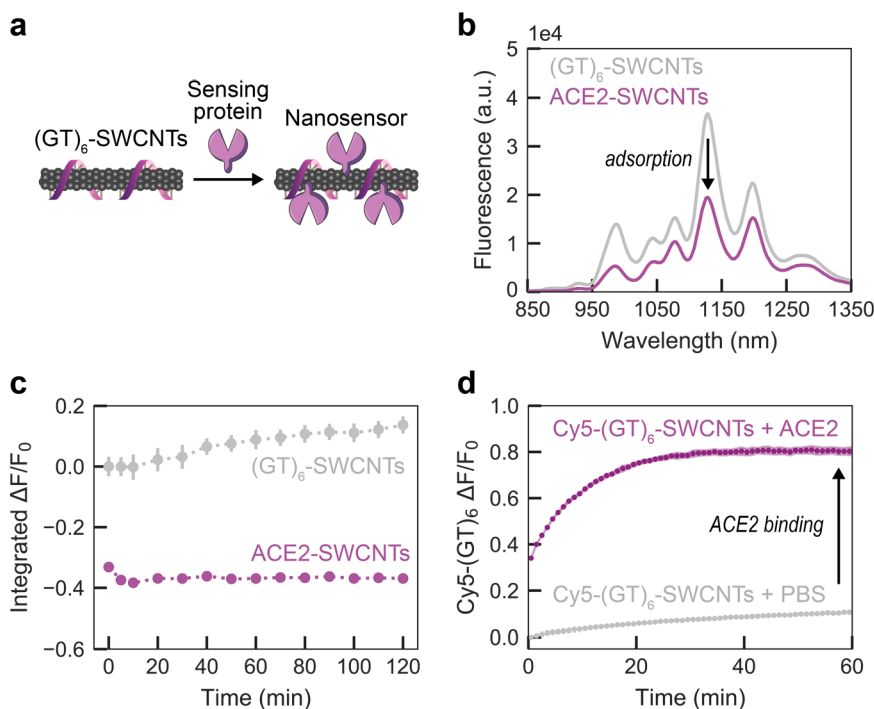 a
Sensing
protein
(GT)₆-SWCNTs
Nanosensor
b
1e4
5
4
3
2
1
0
Fluorescence (a.u.)
(GT)₆-SWCNTs
ACE2-SWCNTs
adsorption
850 950 1050 1150 1250 1350
Wavelength (nm)
c
0.2
0.0
−0.2
−0.4
−0.6
Integrated ΔF/F₀
(GT)₆-SWCNTs
ACE2-SWCNTs
0 20 40 60 80 100 120
Time (min)
d
1.0
0.8
0.6
0.4
0.2
0.0
Cy5-(GT)₆ ΔF/F₀
Cy5-(GT)₆-SWCNTs + ACE2
ACE2 binding
Cy5-(GT)₆-SWCNTs + PBS
0 20 40 60
Time (min)